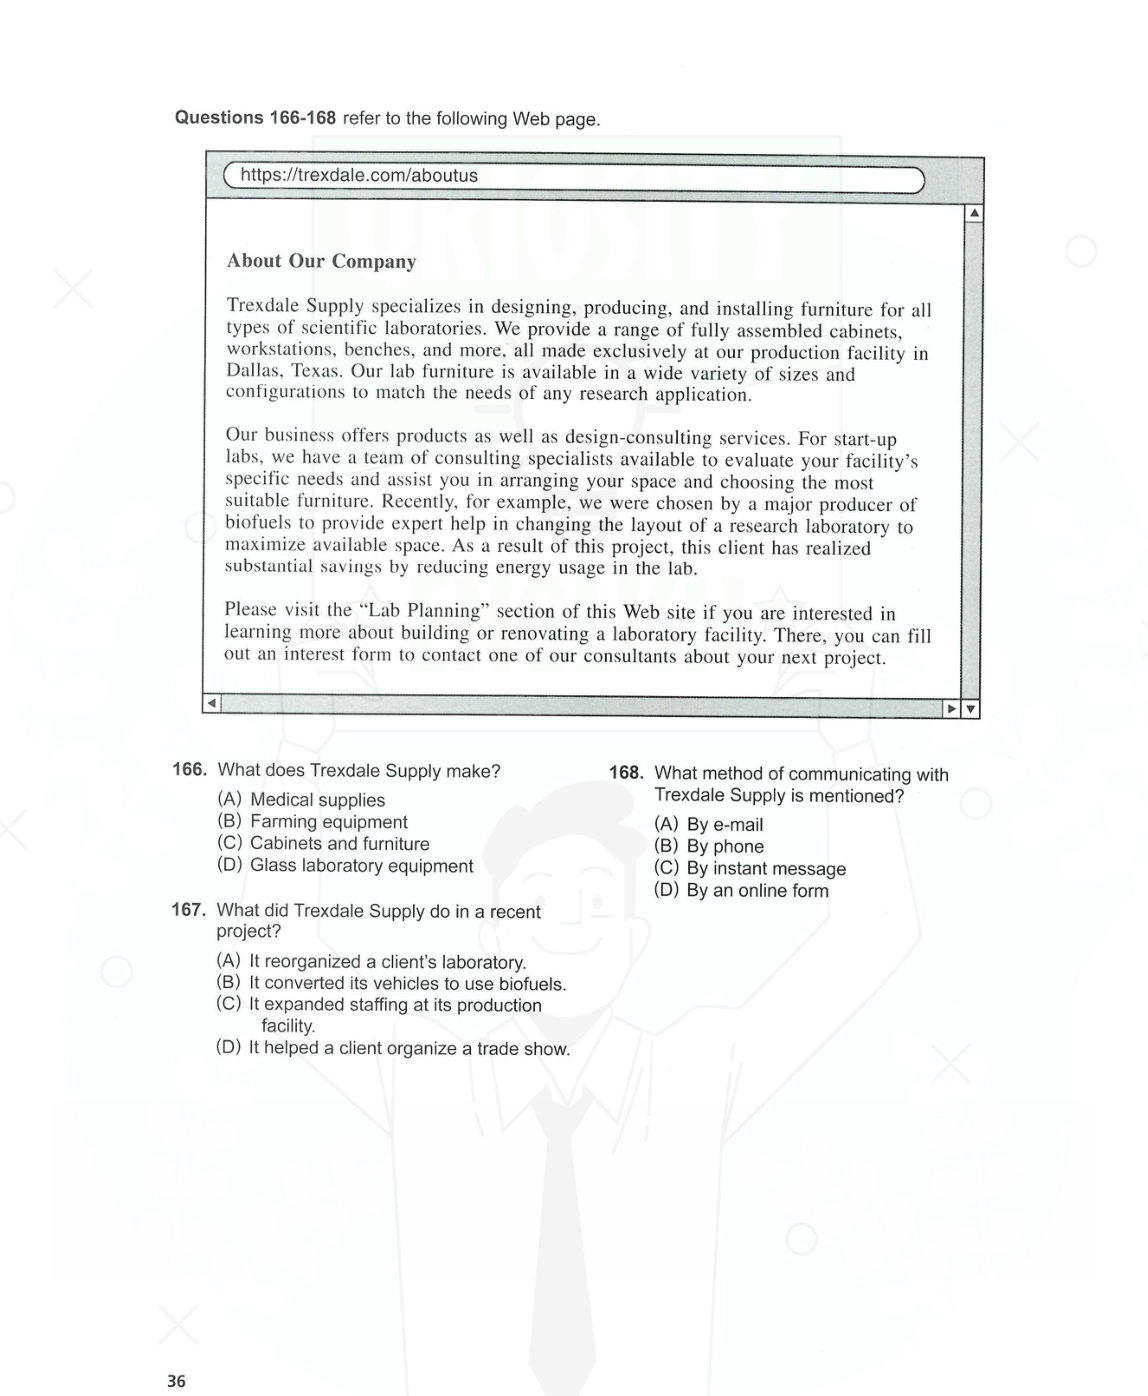 Questions 166-168 refer to the following Web page.
https://trexdale.com/aboutus
About Our Company
Trexdale Supply specializes in designing, producing, and installing furniture for all
types of scientific laboratories. We provide a range of fully assembled cabinets,
workstations, benches, and more, all made exclusively at our production facility in
Dallas, Texas. Our lab furniture is available in a wide variety of sizes and
configurations to match the needs of any research application.
Our business offers products as well as design-consulting services. For start-up
labs, we have a team of consulting specialists available to evaluate your facility's
specific needs and assist you in arranging your space and choosing the most
suitable furniture. Recently, for example, we were chosen by a major producer of
biofuels to provide expert help in changing the layout of a research laboratory to
maximize available space. As a result of this project, this client has realized
substantial savings by reducing energy usage in the lab.
Please visit the "Lab Planning" section of this Web site if you are interested in
learning more about building or renovating a laboratory facility. There, you can fill
out an interest form to contact one of our consultants about your next project.
166. What does Trexdale Supply make?
(A) Medical supplies
(B) Farming equipment
(C) Cabinets and furniture
(D) Glass laboratory equipment
167. What did Trexdale Supply do in a recent
project?
(A) It reorganized a client's laboratory.
(B) It converted its vehicles to use biofuels.
(C) It expanded staffing at its production
facility.
(D) It helped a client organize a trade show.
168. What method of communicating with
Trexdale Supply is mentioned?
(A) By e-mail
(B) By phone
(C) By instant message
(D) By an online form
36